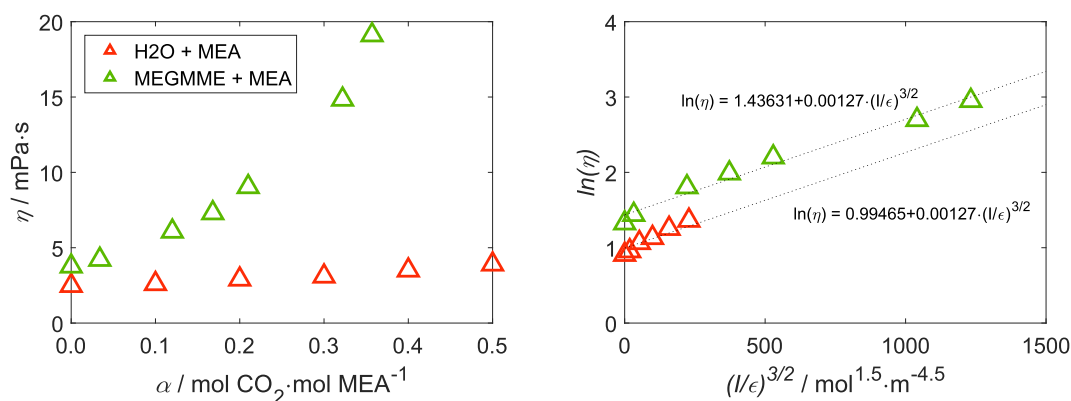 20
15
10
5
0
η / mPa·s
H2O + MEA
MEGMME + MEA
0.0 0.1 0.2 0.3 0.4 0.5
α / mol CO₂·mol MEA⁻¹
4
3
2
1
0
ln(η)
ln(η) = 1.43631+0.00127·(I/ϵ)^3/2
ln(η) = 0.99465+0.00127·(I/ϵ)^3/2
0 500 1000 1500
(I/ϵ)^3/2 / mol^1.5·m^-4.5